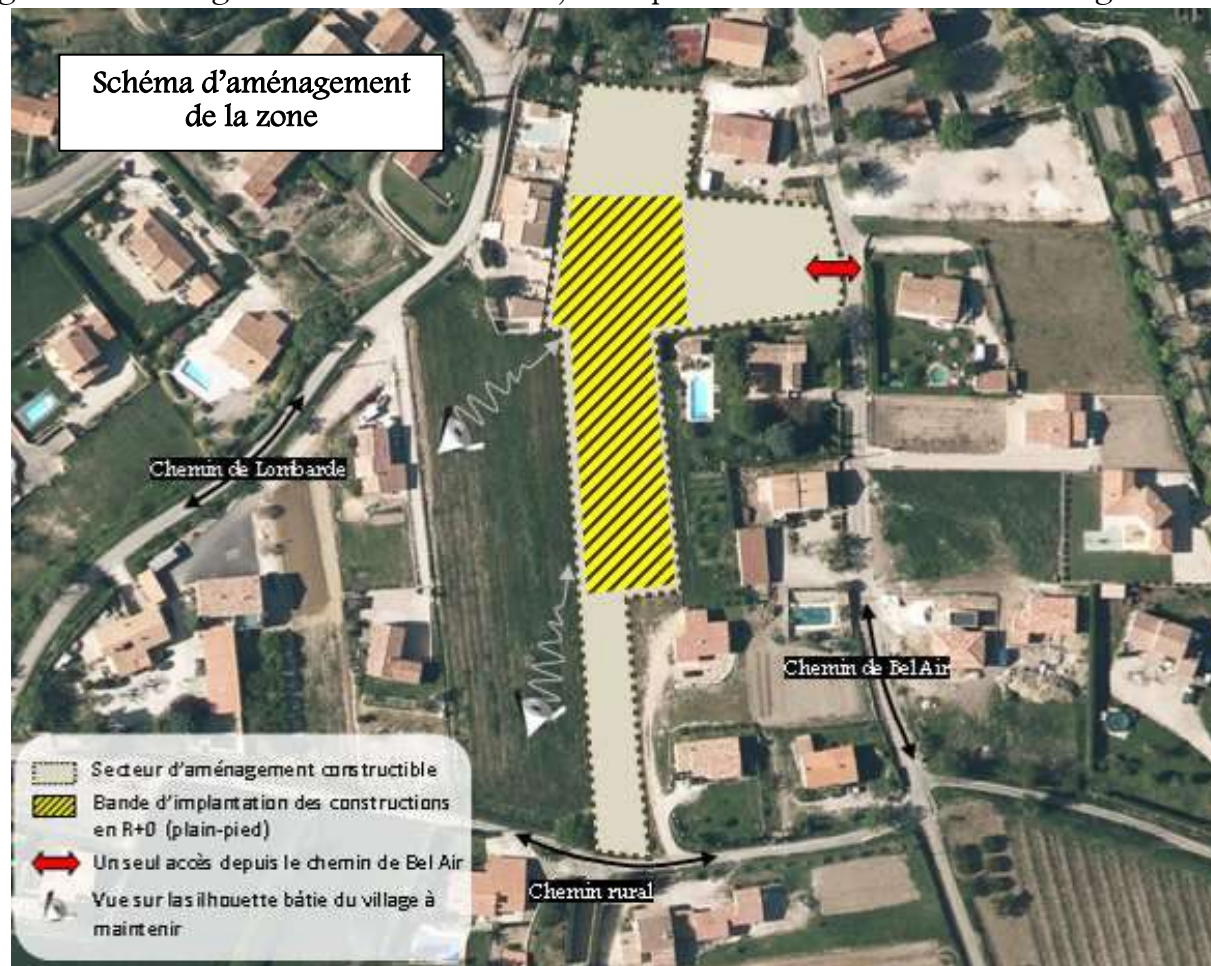 Schéma d'aménagement
de la zone
Chemin de Lombarde
Chemin de Bel Air
Chemin rural
Secteur d'aménagement constructible
Bande d'implantation des constructions
en R+0 (plain-pied)
Un seul accès depuis le chemin de Bel Air
Vue sur la silhouette bâtie du village à
maintenir